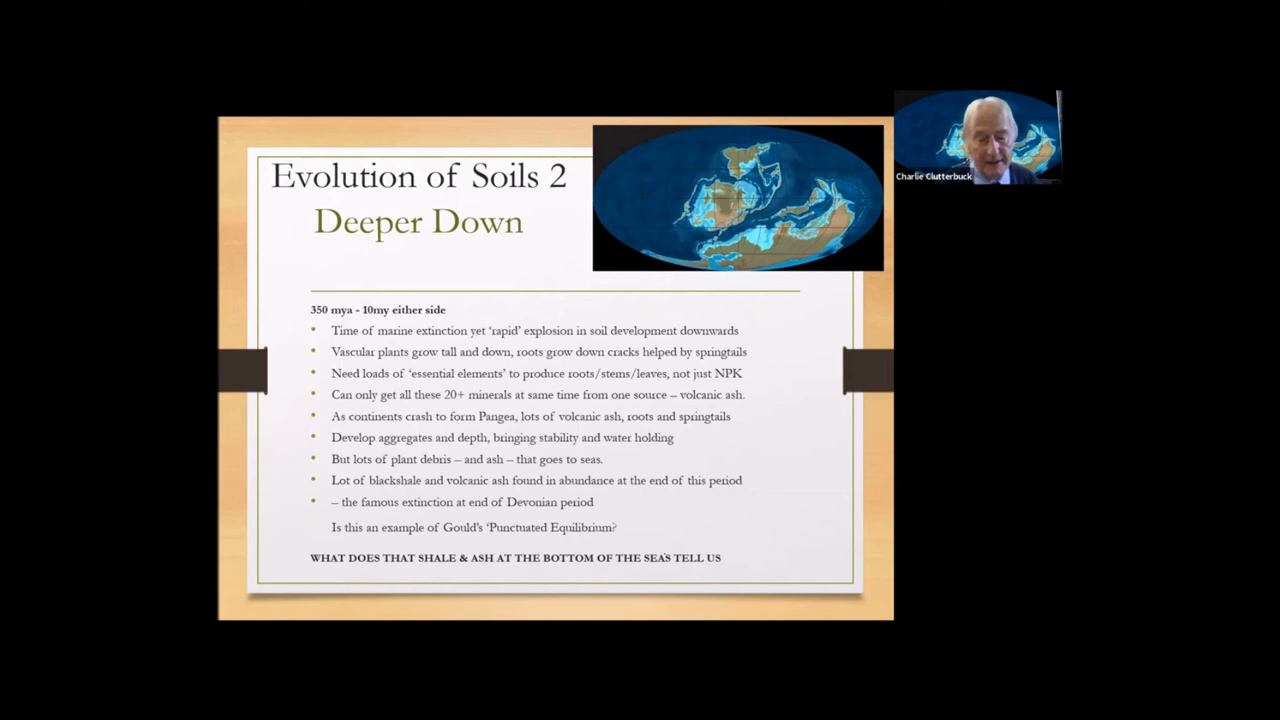 Evolution of Soils 2
Deeper Down
350 mya - 10my either side
• Time of marine extinction yet ‘rapid’ explosion in soil development downwards
• Vascular plants grow tall and down, roots grow down cracks helped by springtails
• Need loads of ‘essential elements’ to produce roots/stems/leaves, not just NPK
• Can only get all these 20+ minerals at same time from one source – volcanic ash.
• As continents crash to form Pangea, lots of volcanic ash, roots and springtails
• Develop aggregates and depth, bringing stability and water holding
• But lots of plant debris – and ash – that goes to seas.
• Lot of blackshale and volcanic ash found in abundance at the end of this period
• – the famous extinction at end of Devonian period
Is this an example of Gould’s ‘Punctuated Equilibrium?
WHAT DOES THAT SHALE & ASH AT THE BOTTOM OF THE SEA’S TELL US
Charlie Clutterbuck